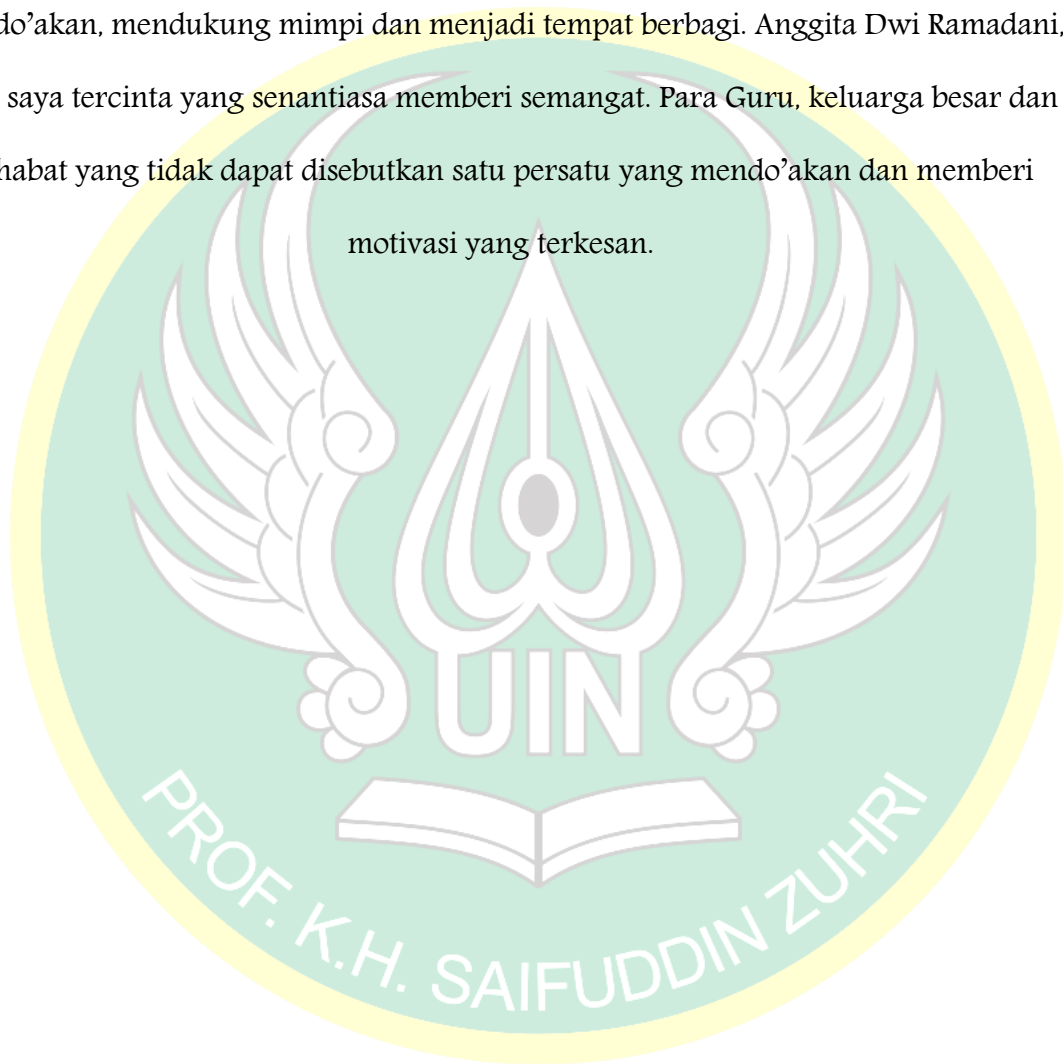 do’akan, mendukung mimpi dan menjadi tempat berbagi. Anggita Dwi Ramadani,
saya tercinta yang senantiasa memberi semangat. Para Guru, keluarga besar dan
habat yang tidak dapat disebutkan satu persatu yang mendo’akan dan memberi
motivasi yang terkesan.
UIN
PROF. K.H. SAIFUDDIN ZUHRI